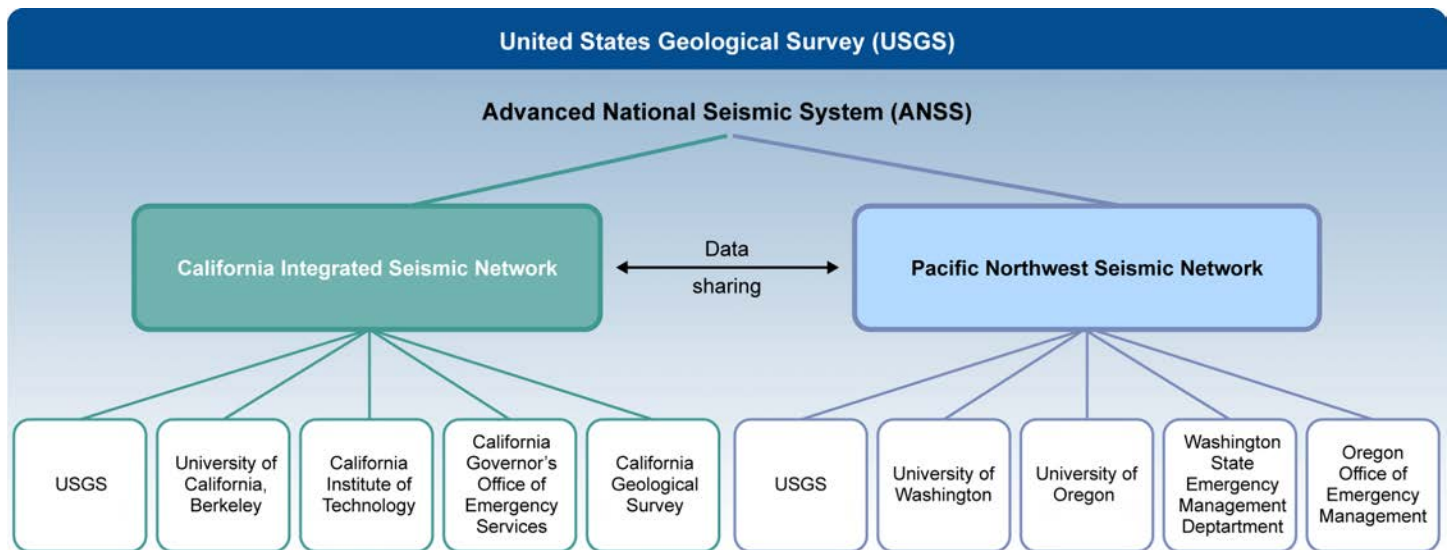 United States Geological Survey (USGS)
Advanced National Seismic System (ANSS)
California Integrated Seismic Network
Data
sharing
Pacific Northwest Seismic Network
USGS
University of
California,
Berkeley
California
Institute of
Technology
California
Governor's
Office of
Emergency
Services
California
Geological
Survey
USGS
University of
Washington
University of
Oregon
Washington
State
Emergency
Management
Deptartment
Oregon
Office of
Emergency
Management